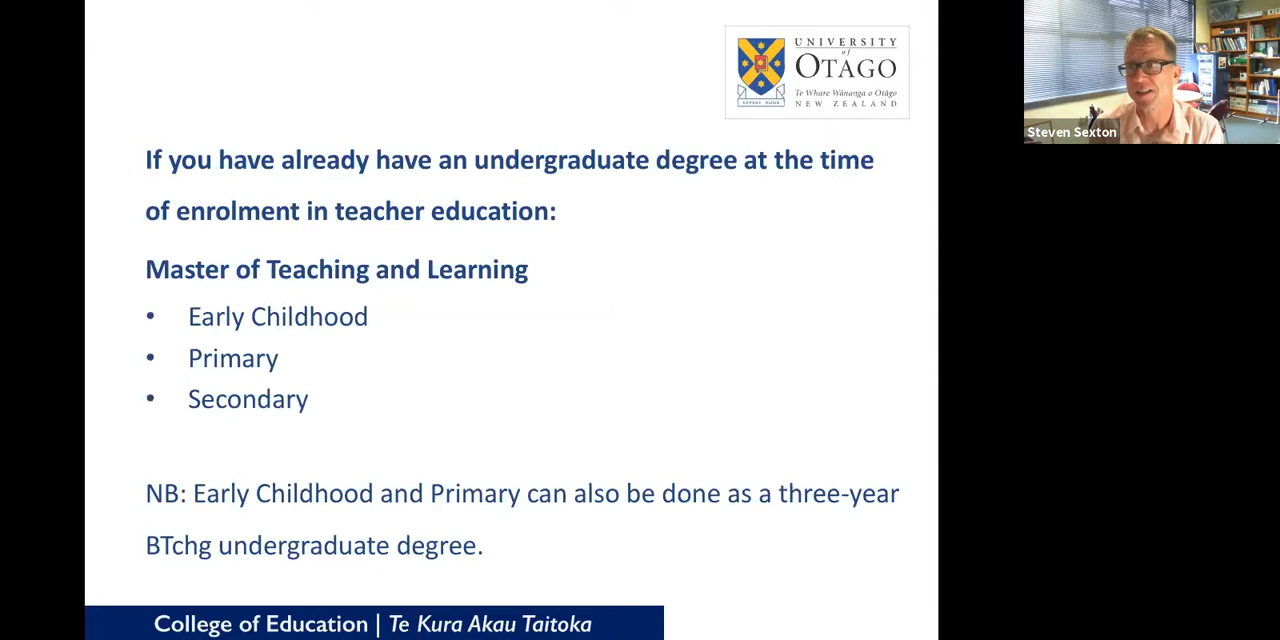 UNIVERSITY
of
OTAGO
Te Whare Wānanga o Otāgo
NEW ZEALAND
SAPERE AUDE
Steven Sexton
If you have already have an undergraduate degree at the time
of enrolment in teacher education:
Master of Teaching and Learning
• Early Childhood
• Primary
• Secondary
NB: Early Childhood and Primary can also be done as a three-year
BTchg undergraduate degree.
College of Education | Te Kura Akau Taitoka